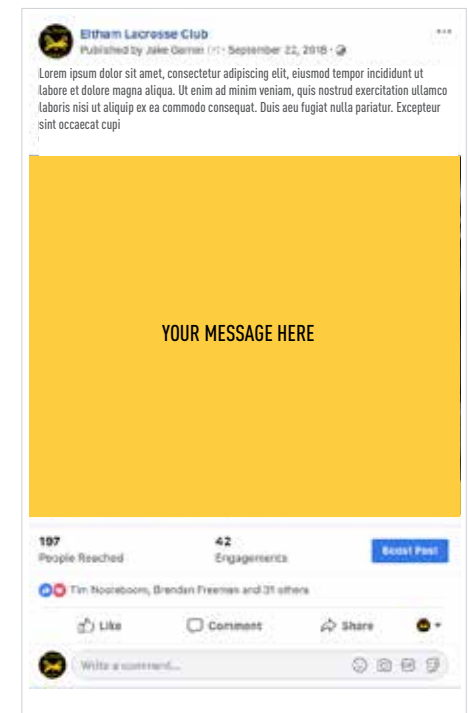 Eltham Lacrosse Club
Published by Jake Garner · September 22, 2018 ·
Lorem ipsum dolor sit amet, consectetur adipiscing elit, eiusmod tempor incididunt ut
labore et dolore magna aliqua. Ut enim ad minim veniam, quis nostrud exercitation ullamco
laboris nisi ut aliquip ex ea commodo consequat. Duis aeu fugiat nulla pariatur. Excepteur
sint occaecat cupi
YOUR MESSAGE HERE
197
People Reached
42
Engagements
Boost Post
Tim Nooteboom, Brendan Freeman and 31 others
Like
Comment
Share
Write a comment...